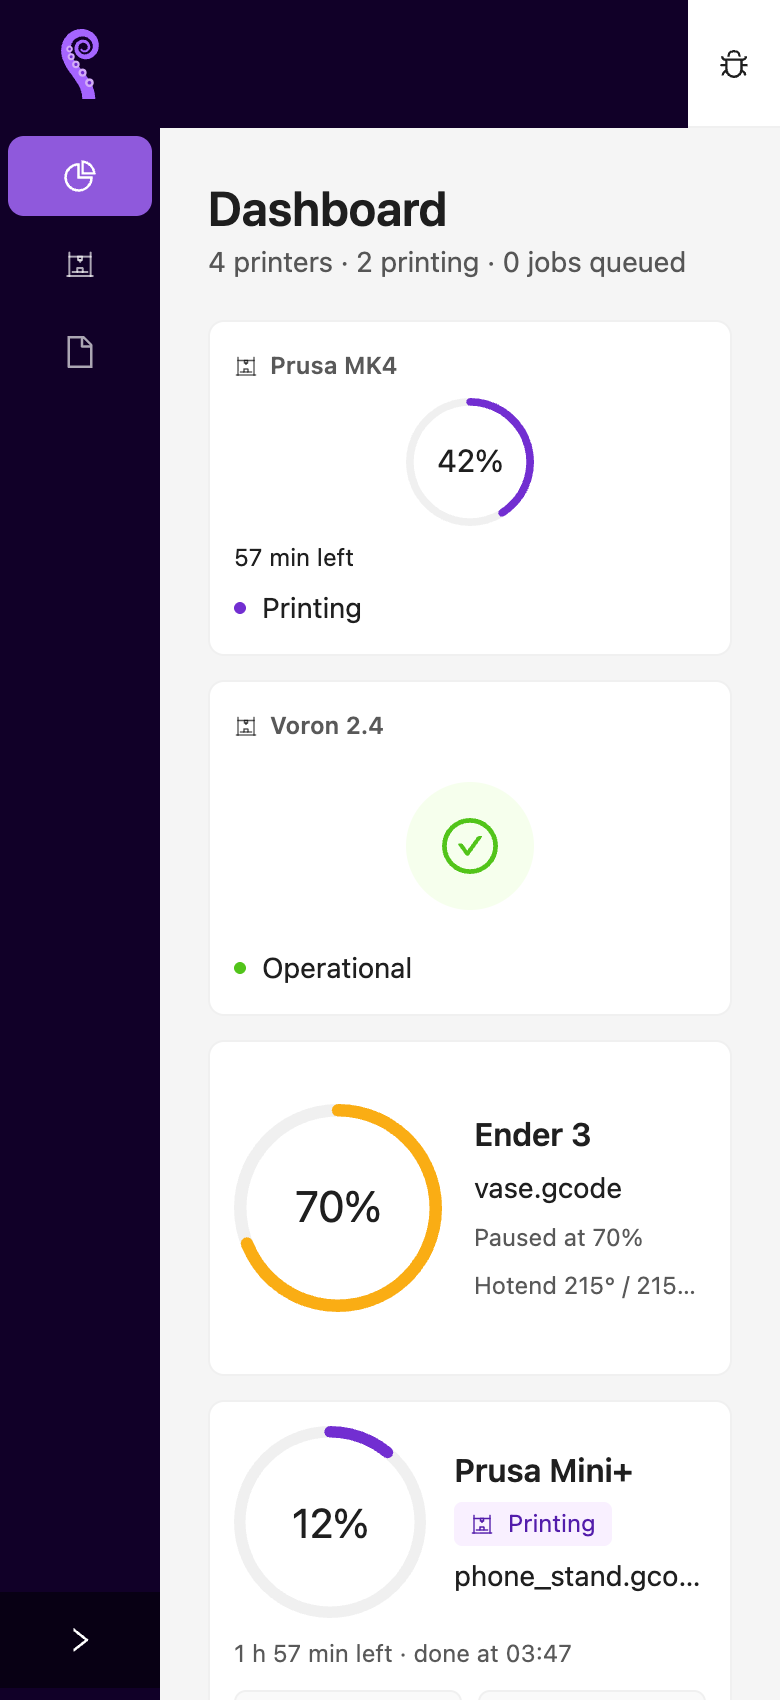 Dashboard
4 printers · 2 printing · 0 jobs queued
Prusa MK4
42%
57 min left
Printing
Voron 2.4
Operational
70%
Ender 3
vase.gcode
Paused at 70%
Hotend 215° / 215...
12%
Prusa Mini+
Printing
phone_stand.gco...
1 h 57 min left · done at 03:47